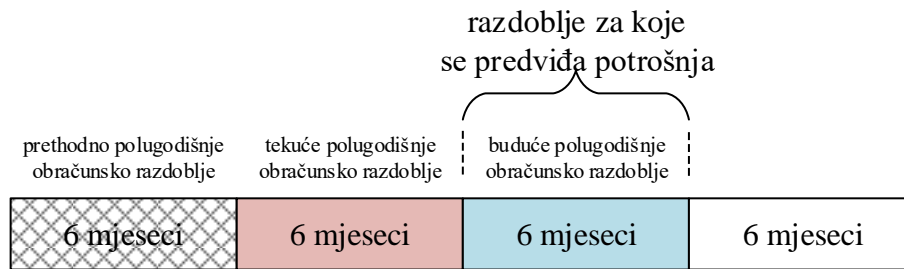 razdoblje za koje
se predviđa potrošnja
prethodno polugodišnje
obračunsko razdoblje
tekuće polugodišnje
obračunsko razdoblje
buduće polugodišnje
obračunsko razdoblje
6 mjeseci
6 mjeseci
6 mjeseci
6 mjeseci